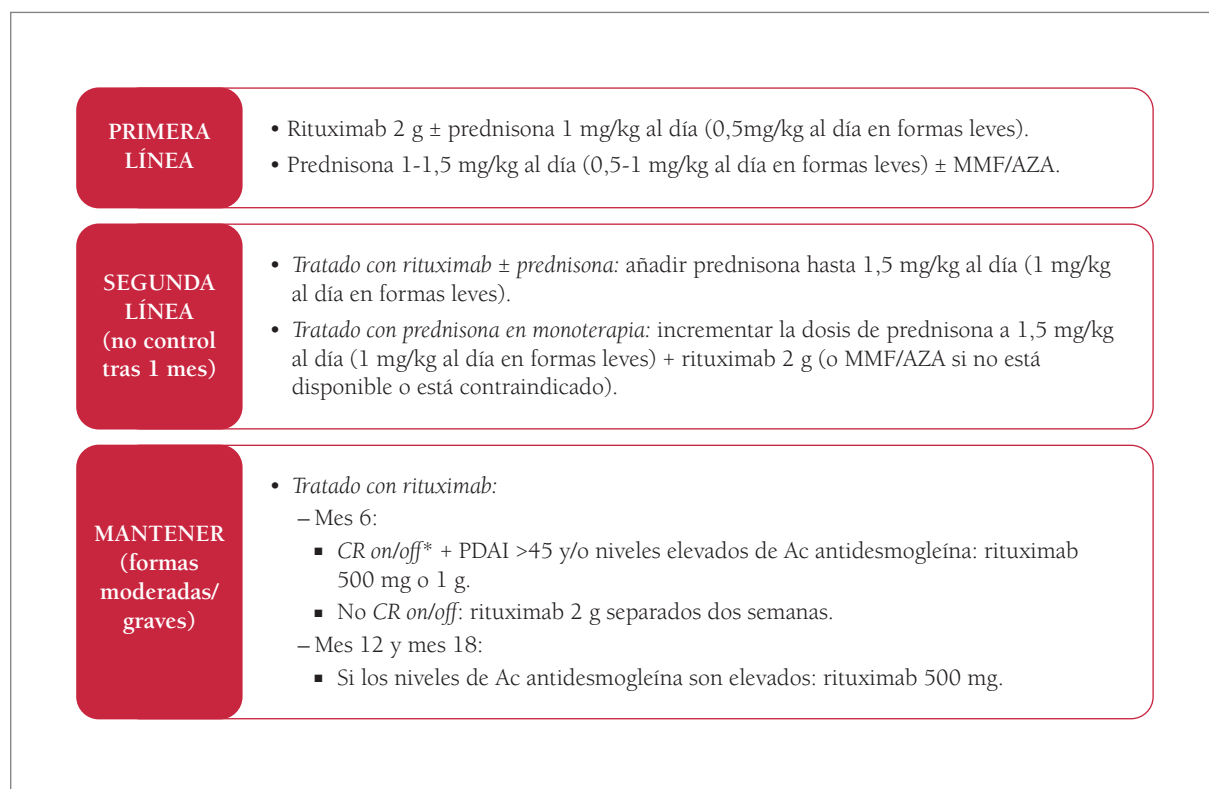 PRIMERA
LÍNEA
• Rituximab 2 g ± prednisona 1 mg/kg al día (0,5mg/kg al día en formas leves).
• Prednisona 1-1,5 mg/kg al día (0,5-1 mg/kg al día en formas leves) ± MMF/AZA.
SEGUNDA
LÍNEA
(no control
tras 1 mes)
• Tratado con rituximab ± prednisona: añadir prednisona hasta 1,5 mg/kg al día (1 mg/kg
al día en formas leves).
• Tratado con prednisona en monoterapia: incrementar la dosis de prednisona a 1,5 mg/kg
al día (1 mg/kg al día en formas leves) + rituximab 2 g (o MMF/AZA si no está
disponible o está contraindicado).
MANTENER
(formas
moderadas/
graves)
• Tratado con rituximab:
– Mes 6:
▪ CR on/off* + PDAI >45 y/o niveles elevados de Ac antidesmogleína: rituximab
500 mg o 1 g.
▪ No CR on/off: rituximab 2 g separados dos semanas.
– Mes 12 y mes 18:
▪ Si los niveles de Ac antidesmogleína son elevados: rituximab 500 mg.